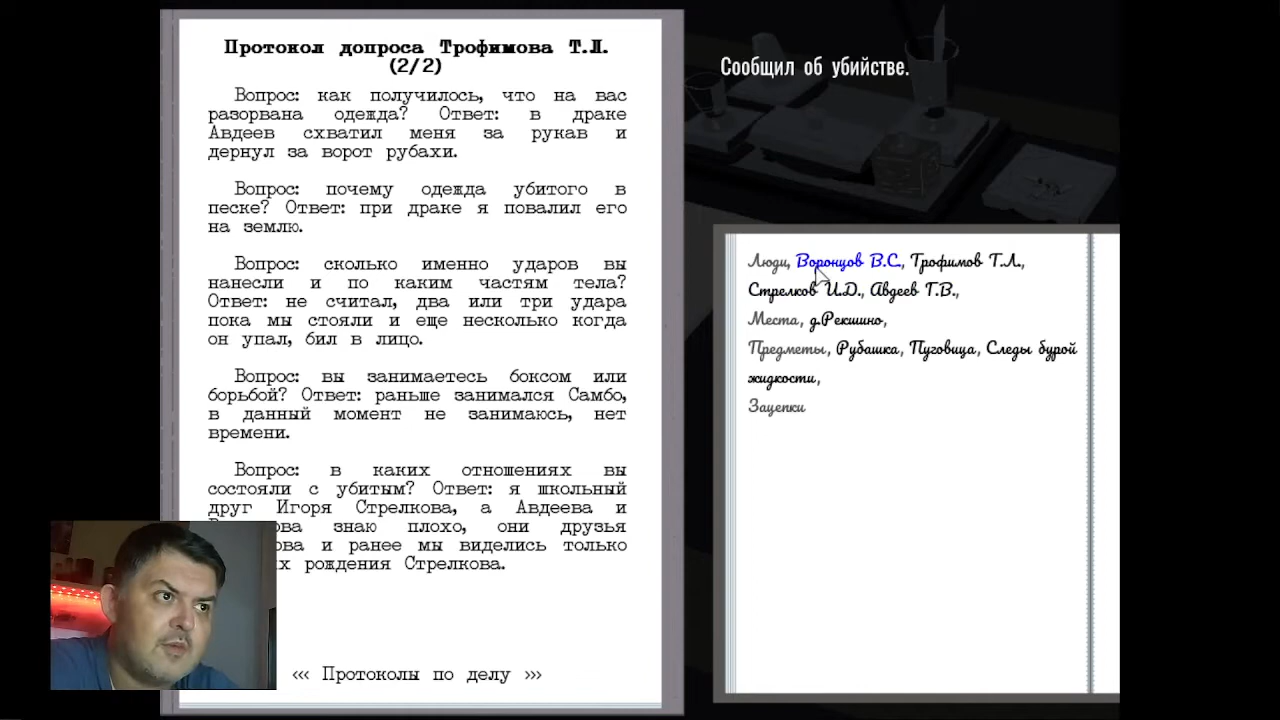 Протокол допроса Трофимова Т.Л.
(2/2)
Вопрос: как получилось, что на вас
разорвана одежда? Ответ: в драке
Авдеев схватил меня за рукав и
дернул за ворот рубахи.
Вопрос: почему одежда убитого в
песке? Ответ: при драке я повалил его
на землю.
Вопрос: сколько именно ударов вы
нанесли и по каким частям тела?
Ответ: не считал, два или три удара
пока мы стояли и еще несколько когда
он упал, бил в лицо.
Вопрос: вы занимаетесь боксом или
борьбой? Ответ: раньше занимался Самбо,
в данный момент не занимаюсь, нет
времени.
Вопрос: в каких отношениях вы
состояли с убитым? Ответ: я школьный
друг Игоря Стрелкова, а Авдеева и
знаю плохо, они друзья
и ранее мы виделись только
рождения Стрелкова.
‹‹‹ Протоколы по делу ›››
Сообщил об убийстве.
Люди, Воронцов В.С., Трофимов Т.Л.,
Стрелков И.D., Авдеев Г.В.,
Места, д.Рекшино,
Предметы, Рубашка, Пуговица, Следы бурой
жидкости,
Зацепки